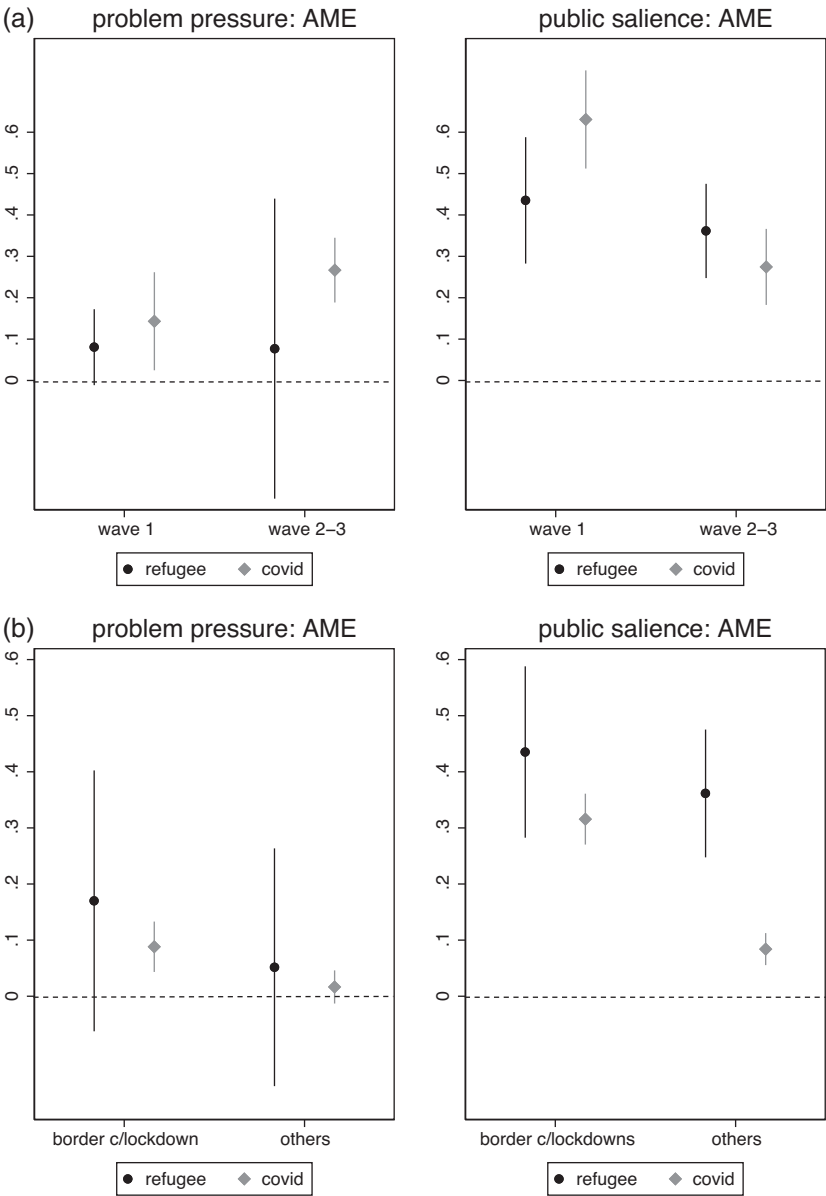 (a)
problem pressure: AME
.6
.5
.4
.3
.2
.1
0
wave 1 wave 2–3
refugee covid
public salience: AME
.6
.5
.4
.3
.2
.1
0
wave 1 wave 2–3
refugee covid
(b)
problem pressure: AME
.6
.5
.4
.3
.2
.1
0
border c/lockdown others
refugee covid
public salience: AME
.6
.5
.4
.3
.2
.1
0
border c/lockdowns others
refugee covid